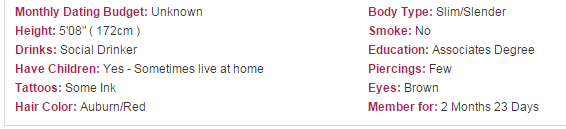 Monthly Dating Budget: Unknown Body Type: Slim/Slender
Height: 5'08" ( 172cm ) Smoke: No
Drinks: Social Drinker Education: Associates Degree
Have Children: Yes - Sometimes live at home Piercings: Few
Tattoos: Some Ink Eyes: Brown
Hair Color: Auburn/Red Member for: 2 Months 23 Days